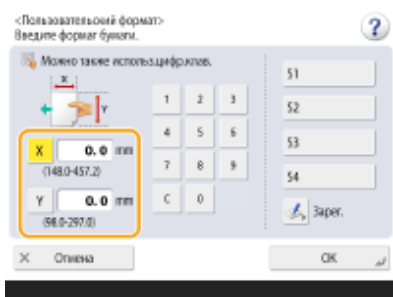 <Пользовательский формат>
Введите формат бумаги.
?
Можно также использ.цифр.клав.
X
Y
X 0.0 mm
(148.0-457.2)
Y 0.0 mm
(98.0-297.0)
1 2 3
4 5 6
7 8 9
C 0
S1
S2
S3
S4
Зарег.
× Отмена
OK